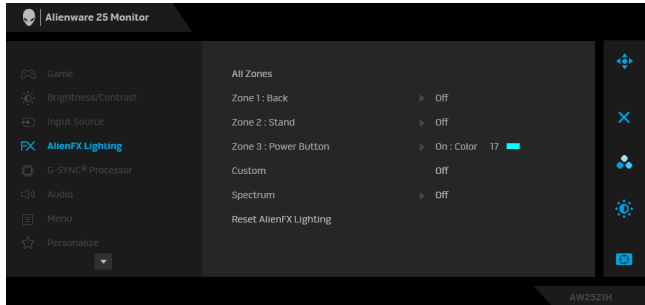 Alienware 25 Monitor
Game
All Zones
Brightness/Contrast
Zone 1 : Back Off
Input Source
Zone 2 : Stand Off
AlienFX Lighting
Zone 3 : Power Button On : Color 17
G-SYNC® Processor
Custom Off
Audio
Spectrum Off
Menu
Reset AlienFX Lighting
Personalize
AW2521H